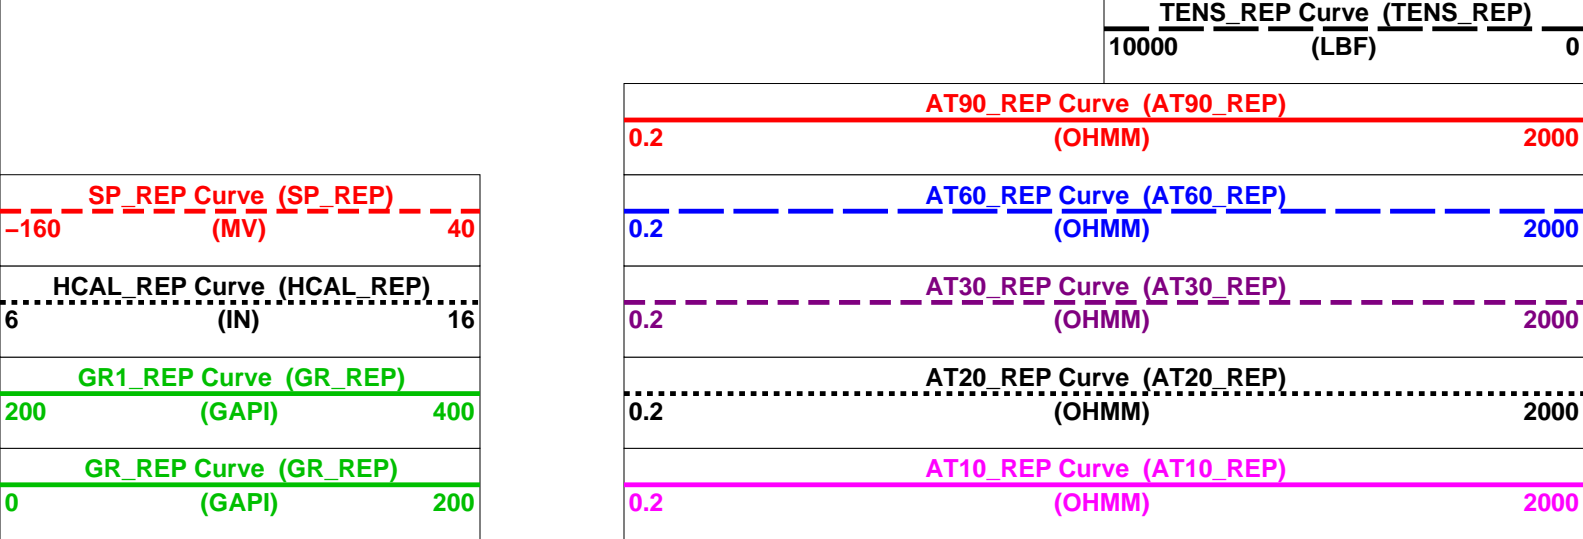 TENS_REP Curve (TENS_REP)
10000 (LBF) 0
AT90_REP Curve (AT90_REP)
0.2 (OHMM) 2000
SP_REP Curve (SP_REP)
−160 (MV) 40
AT60_REP Curve (AT60_REP)
0.2 (OHMM) 2000
HCAL_REP Curve (HCAL_REP)
6 (IN) 16
AT30_REP Curve (AT30_REP)
0.2 (OHMM) 2000
GR1_REP Curve (GR_REP)
200 (GAPI) 400
AT20_REP Curve (AT20_REP)
0.2 (OHMM) 2000
GR_REP Curve (GR_REP)
0 (GAPI) 200
AT10_REP Curve (AT10_REP)
0.2 (OHMM) 2000